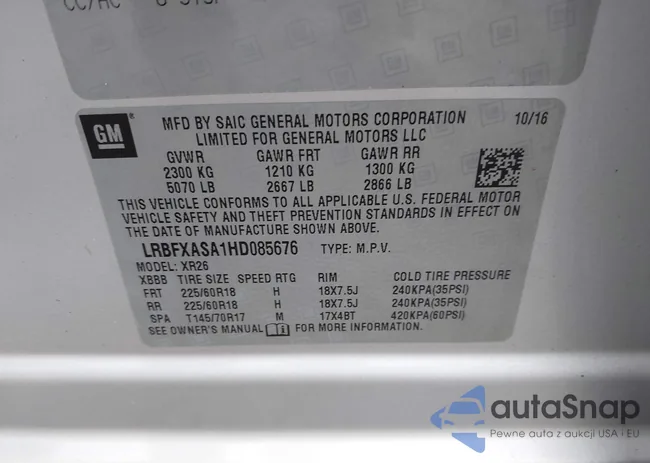 GM
MFD BY SAIC GENERAL MOTORS CORPORATION 10/16
LIMITED FOR GENERAL MOTORS LLC
GVWR GAWR FRT GAWR RR
2300 KG 1210 KG 1300 KG
5070 LB 2667 LB 2866 LB
THIS VEHICLE CONFORMS TO ALL APPLICABLE U.S. FEDERAL MOTOR
VEHICLE SAFETY AND THEFT PREVENTION STANDARDS IN EFFECT ON
THE DATE OF MANUFACTURE SHOWN ABOVE.
LRBFXASA1HD085676 TYPE: M.P.V.
MODEL: XR26
XBBB TIRE SIZE SPEED RTG RIM COLD TIRE PRESSURE
FRT 225/60R18 H 18X7.5J 240KPA(35PSI)
RR 225/60R18 H 18X7.5J 240KPA(35PSI)
SPA T145/70R17 M 17X4BT 420KPA(60PSI)
SEE OWNER'S MANUAL FOR MORE INFORMATION.
autoSnap
Pewne auta z aukcji USA i EU